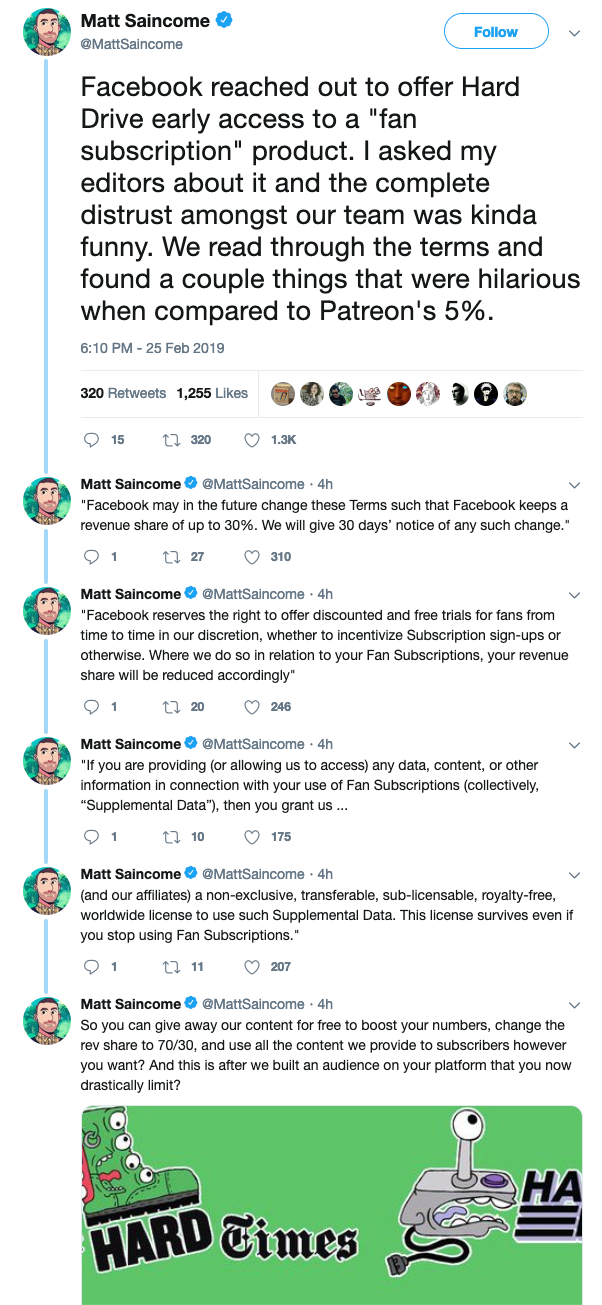 Matt Saincome
@MattSaincome
Follow
Facebook reached out to offer Hard
Drive early access to a "fan
subscription" product. I asked my
editors about it and the complete
distrust amongst our team was kinda
funny. We read through the terms and
found a couple things that were hilarious
when compared to Patreon's 5%.
6:10 PM - 25 Feb 2019
320 Retweets 1,255 Likes
15 320 1.3K
Matt Saincome @MattSaincome · 4h
"Facebook may in the future change these Terms such that Facebook keeps a
revenue share of up to 30%. We will give 30 days’ notice of any such change."
1 27 310
Matt Saincome @MattSaincome · 4h
"Facebook reserves the right to offer discounted and free trials for fans from
time to time in our discretion, whether to incentivize Subscription sign-ups or
otherwise. Where we do so in relation to your Fan Subscriptions, your revenue
share will be reduced accordingly"
1 20 246
Matt Saincome @MattSaincome · 4h
"If you are providing (or allowing us to access) any data, content, or other
information in connection with your use of Fan Subscriptions (collectively,
“Supplemental Data”), then you grant us ...
1 10 175
Matt Saincome @MattSaincome · 4h
(and our affiliates) a non-exclusive, transferable, sub-licensable, royalty-free,
worldwide license to use such Supplemental Data. This license survives even if
you stop using Fan Subscriptions."
1 11 207
Matt Saincome @MattSaincome · 4h
So you can give away our content for free to boost your numbers, change the
rev share to 70/30, and use all the content we provide to subscribers however
you want? And this is after we built an audience on your platform that you now
drastically limit?
HARD Times
HA